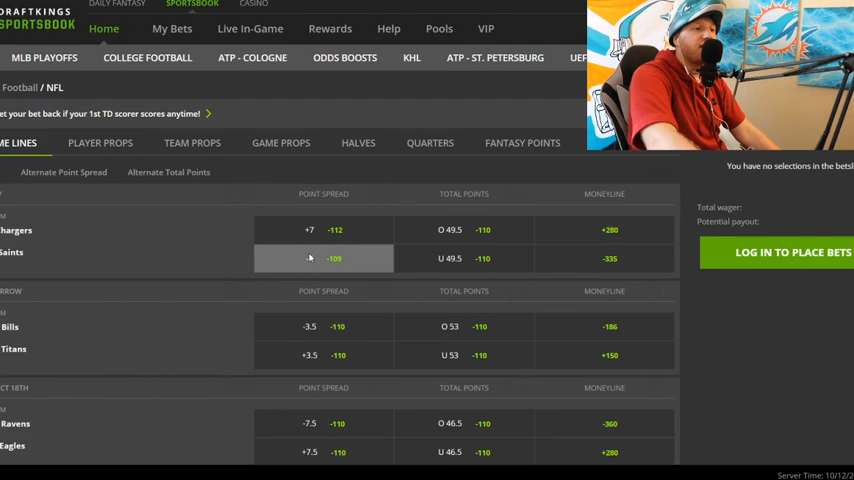 DRAFTKINGS
SPORTSBOOK
DAILY FANTASY SPORTSBOOK CASINO
Home My Bets Live In-Game Rewards Help Pools VIP
MLB PLAYOFFS COLLEGE FOOTBALL ATP - COLOGNE ODDS BOOSTS KHL ATP - ST. PETERSBURG UEF
Football / NFL
et your bet back if your 1st TD scorer scores anytime!
ME LINES PLAYER PROPS TEAM PROPS GAME PROPS HALVES QUARTERS FANTASY POINTS
Alternate Point Spread Alternate Total Points
You have no selections in the betsl
Y POINT SPREAD TOTAL POINTS MONEYLINE
M
hargers +7 -112 O 49.5 -110 +280
Total wager:
Potential payout:
Saints -109 U 49.5 -110 -335
LOG IN TO PLACE BETS
RROW POINT SPREAD TOTAL POINTS MONEYLINE
M
Bills -3.5 -110 O 53 -110 -186
Titans +3.5 -110 U 53 -110 +150
CT 18TH POINT SPREAD TOTAL POINTS MONEYLINE
M
Ravens -7.5 -110 O 46.5 -110 -360
Eagles +7.5 -110 U 46.5 -110 +280
Server Time: 10/12/2